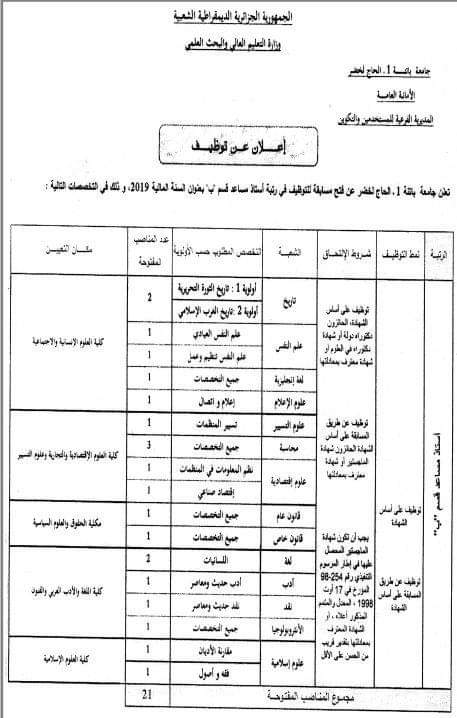 الجمهورية الجزائرية الديمقراطية الشعبية
وزارة التعليم العالي والبحث العلمي
جامعة باتنة 1 ـ الحاج لخضر
الأمانة العامة
المديرية الفرعية للمستخدمين والتكوين
إعلان عن توظيف
تعلن جامعة باتنة 1 ـ الحاج لخضر عن فتح مسابقة للتوظيف في رتبة أستاذ مساعد قسم "ب" بعنوان السنة المالية 2019، و ذلك في التخصصات التالية :
الرتبة
نمط التوظيف
شروط الإلتحاق
الشعبة
التخصص المطلوب حسب الأولوية
عدد المناصب المفتوحة
مكان التعيين
أستاذ مساعد قسم "ب"
توظيف على أساس الشهادة
توظيف عن طريق المسابقة على أساس الشهادة
توظيف على أساس
الشهادة، الحائزون
دكتوراه دولة أو شهادة
دكتوراه في العلوم أو
شهادة معترف بمعادلتها
توظيف عن طريق
المسابقة على أساس
الشهادة الحائزون شهادة
الماجستير أو شهادة
معترف بمعادلتها
يجب أن تكون شهادة
الماجستير المحصل
عليها في إطار المرسوم
التنفيذي رقم 254-98
المؤرخ في 17 أوت
1998 ، المعدل والمتمم
المذكور أعلاه ، أو
الشهادة المعترف
بمعادلتها بتقدير قريب
من الحسن على الأقل
تاريخ
أولوية 1 : تاريخ الثورة التحريرية
أولوية 2 : تاريخ الغرب الإسلامي
2
كلية العلوم الإنسانية والاجتماعية
علم النفس
علم النفس العيادي
1
علم النفس تنظيم وعمل
1
لغة إنجليزية
جميع التخصصات
1
علوم الإعلام
إعلام و اتصال
1
علوم التسيير
تسيير المنظمات
1
كلية العلوم الإقتصادية والتجارية وعلوم التسيير
محاسبة
جميع التخصصات
3
علوم إقتصادية
نظم المعلومات في المنظمات
1
إقتصاد صناعي
1
قانون عام
جميع التخصصات
1
كلية الحقوق والعلوم السياسية
قانون خاص
جميع التخصصات
1
لغة
اللسانيات
2
كلية اللغة والأدب العربي والفنون
أدب
أدب حديث ومعاصر
1
نقد
نقد حديث ومعاصر
1
الأنثروبولوجيا
جميع التخصصات
1
علوم إسلامية
مقارنة الأديان
1
كلية العلوم الإسلامية
فقه و أصول
1
مجموع المناصب المفتوحة
21